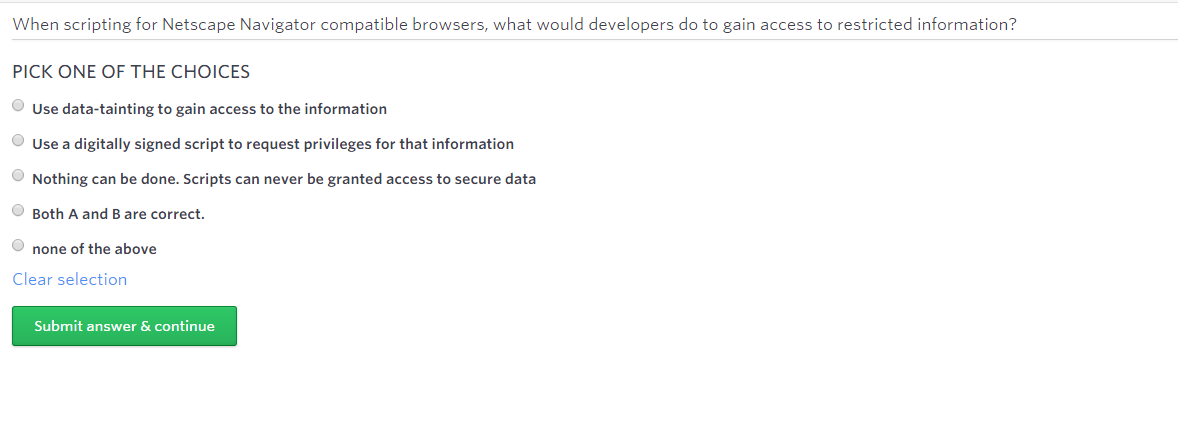 When scripting for Netscape Navigator compatible browsers, what would developers do to gain access to restricted information?
PICK ONE OF THE CHOICES
Use data-tainting to gain access to the information
Use a digitally signed script to request privileges for that information
Nothing can be done. Scripts can never be granted access to secure data
Both A and B are correct.
none of the above
Clear selection
Submit answer & continue